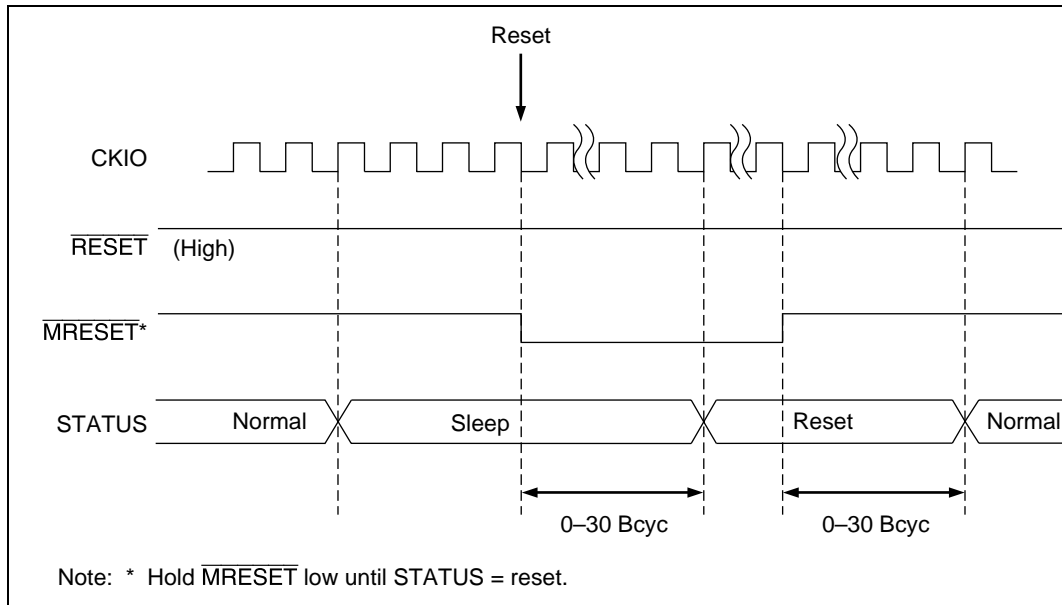 Reset
CKIO
RESET (High)
MRESET*
STATUS Normal Sleep Reset Normal
0–30 Bcyc 0–30 Bcyc
Note: * Hold MRESET low until STATUS = reset.